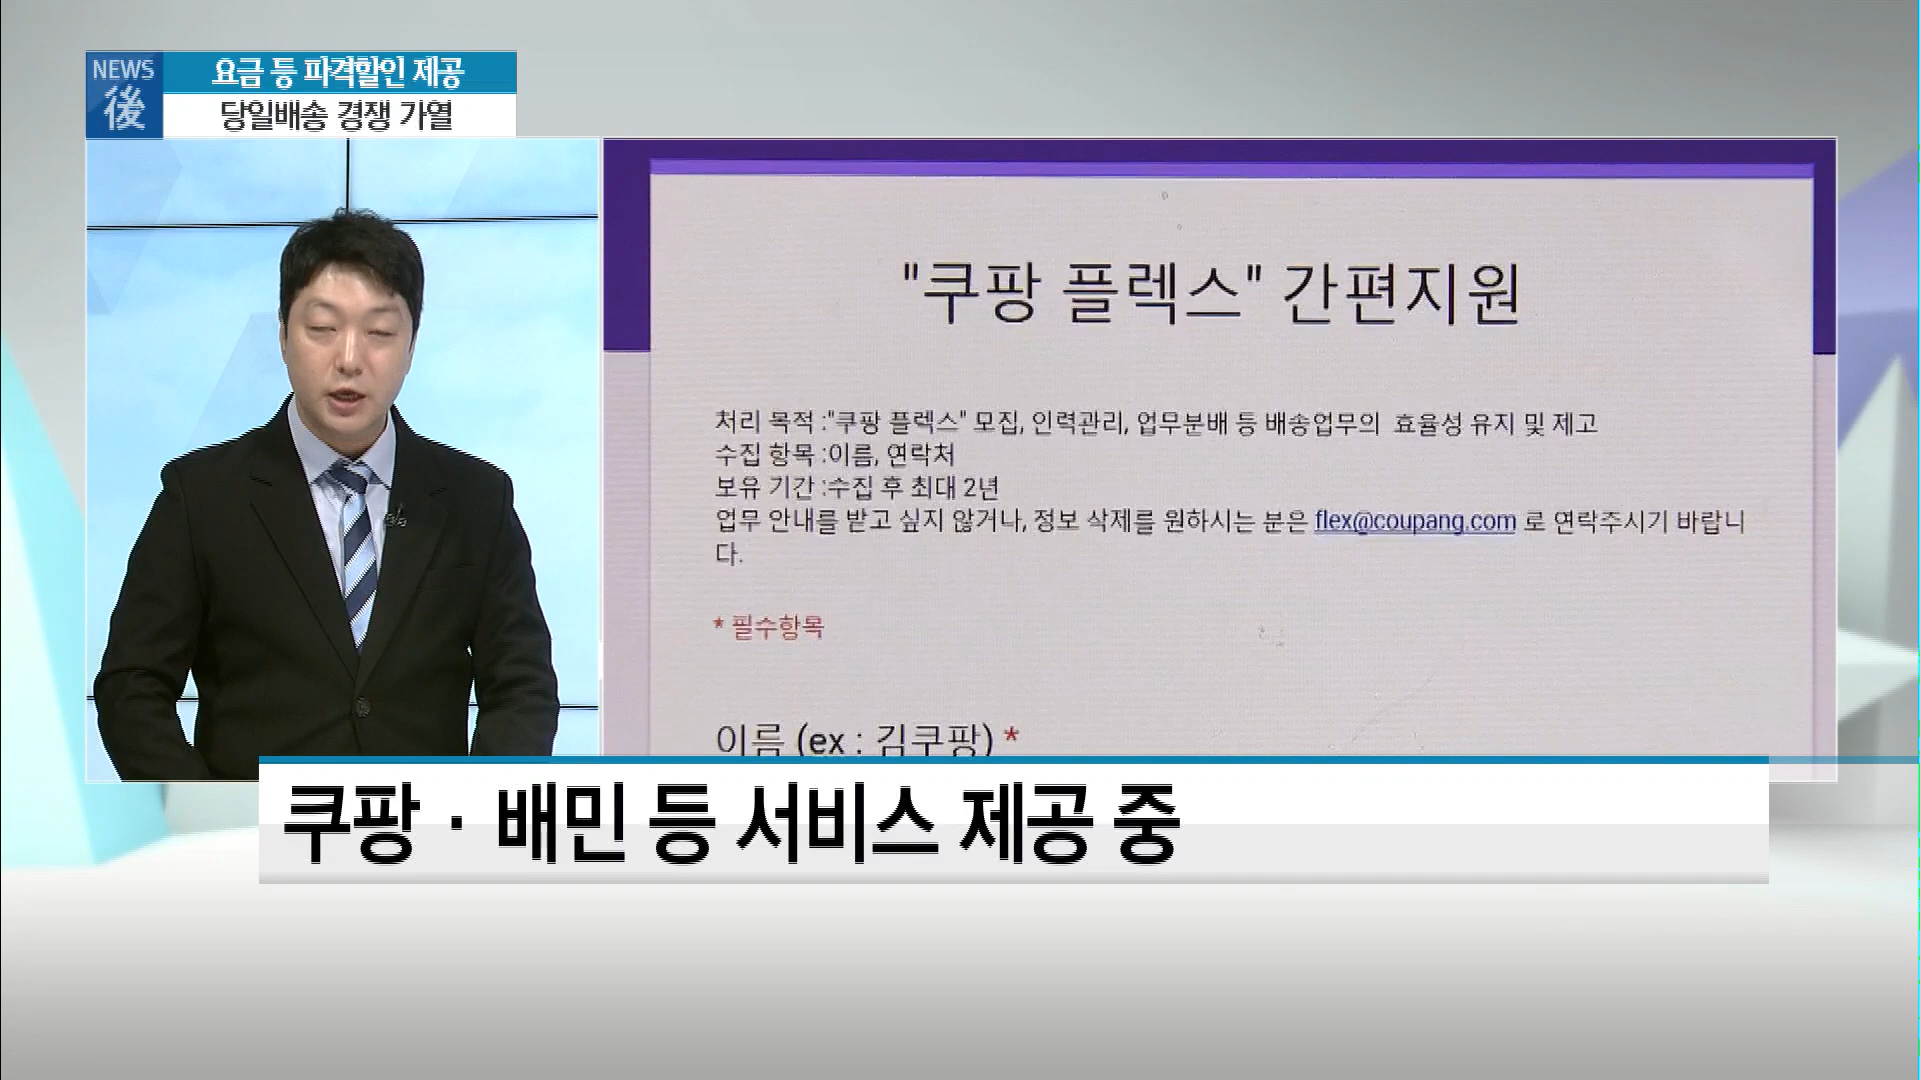 NEWS
後
요금 등 파격할인 제공
당일배송 경쟁 가열
"쿠팡 플렉스" 간편지원
처리 목적 :"쿠팡 플렉스" 모집, 인력관리, 업무분배 등 배송업무의 효율성 유지 및 제고
수집 항목 :이름, 연락처
보유 기간 :수집 후 최대 2년
업무 안내를 받고 싶지 않거나, 정보 삭제를 원하시는 분은 flex@coupang.com 로 연락주시기 바랍니
다.
* 필수항목
이름 (ex : 김쿠팡) *
쿠팡 · 배민 등 서비스 제공 중